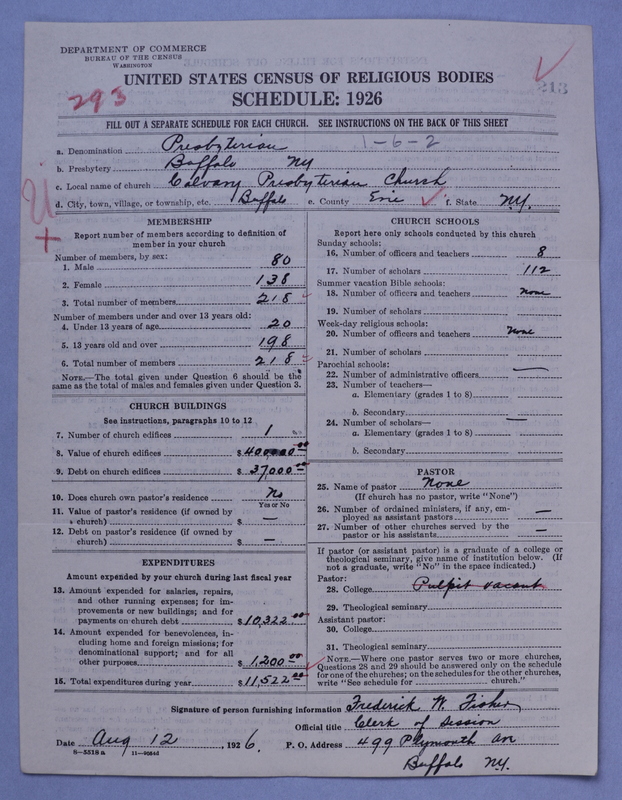 DEPARTMENT OF COMMERCE
BUREAU OF THE CENSUS
WASHINGTON
UNITED STATES CENSUS OF RELIGIOUS BODIES
SCHEDULE: 1926
293
213
FILL OUT A SEPARATE SCHEDULE FOR EACH CHURCH. SEE INSTRUCTIONS ON THE BACK OF THIS SHEET
a. Denomination Presbyterian 1-6-2
b. Presbytery Buffalo NY
c. Local name of church Calvary Presbyterian Church
d. City, town, village, or township, etc. Buffalo e. County Erie f. State N.Y.
MEMBERSHIP
Report number of members according to definition of
member in your church
Number of members, by sex:
1. Male 80
2. Female 138
3. Total number of members 218
Number of members under and over 13 years old:
4. Under 13 years of age 20
5. 13 years old and over 198
6. Total number of members 218
NOTE.—The total given under Question 6 should be the
same as the total of males and females given under Question 3.
CHURCH BUILDINGS
See instructions, paragraphs 10 to 12
7. Number of church edifices 1
8. Value of church edifices $ 400000.00
9. Debt on church edifices $ 37000.00
10. Does church own pastor's residence No
Yes or No
11. Value of pastor's residence (if owned by
church) $ —
12. Debt on pastor's residence (if owned by
church) $ —
EXPENDITURES
Amount expended by your church during last fiscal year
13. Amount expended for salaries, repairs,
and other running expenses; for im-
provements or new buildings; and for
payments on church debt $ 10,322.00
14. Amount expended for benevolences, in-
cluding home and foreign missions; for
denominational support; and for all
other purposes $ 1,200.00
15. Total expenditures during year $ 11,522.00
CHURCH SCHOOLS
Report here only schools conducted by this church
Sunday schools:
16. Number of officers and teachers 8
17. Number of scholars 112
Summer vacation Bible schools:
18. Number of officers and teachers None
19. Number of scholars
Week-day religious schools:
20. Number of officers and teachers None
21. Number of scholars
Parochial schools:
22. Number of administrative officers —
23. Number of teachers—
a. Elementary (grades 1 to 8)
b. Secondary
24. Number of scholars— —
a. Elementary (grades 1 to 8)
b. Secondary
PASTOR
25. Name of pastor None
(If church has no pastor, write "None")
26. Number of ordained ministers, if any, em-
ployed as assistant pastors —
27. Number of other churches served by the
pastor or his assistants —
If pastor (or assistant pastor) is a graduate of a college or
theological seminary, give name of institution below. (If
not a graduate, write "No" in the space indicated.)
Pastor:
28. College Pulpit vacant
29. Theological seminary
Assistant pastor:
30. College
31. Theological seminary
NOTE.—Where one pastor serves two or more churches,
Questions 28 and 29 should be answered only on the schedule
for one of the churches; on the schedules for the other churches,
write "See schedule for church."
Signature of person furnishing information Frederick W. Fisher
Official title Clerk of Session
Date Aug 12, 1926. P. O. Address 499 Plymouth av
Buffalo N.Y.
8—5518 a